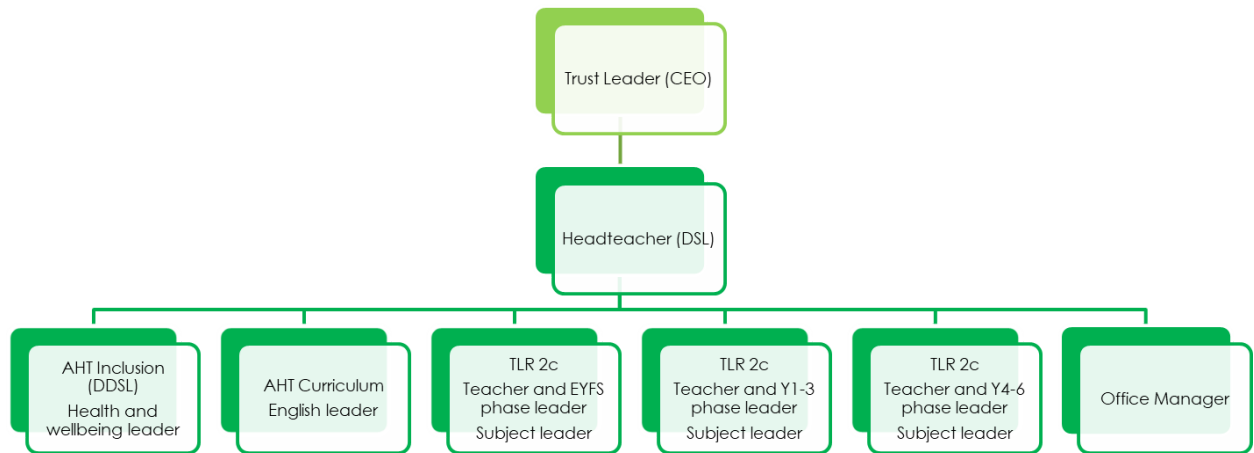 Trust Leader (CEO)
Headteacher (DSL)
AHT Inclusion
(DDSL)
Health and
wellbeing leader
AHT Curriculum
English leader
TLR 2c
Teacher and EYFS
phase leader
Subject leader
TLR 2c
Teacher and Y1-3
phase leader
Subject leader
TLR 2c
Teacher and Y4-6
phase leader
Subject leader
Office Manager